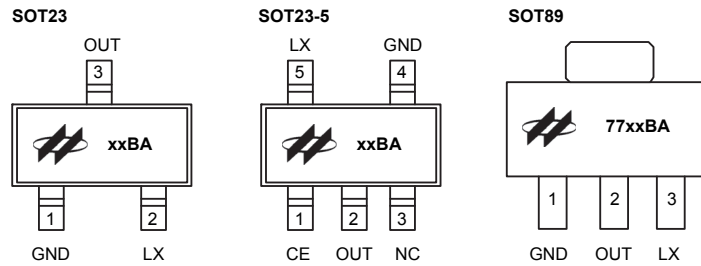 SOT23
OUT
3
xxBA
1 2
GND LX
SOT23-5
LX GND
5 4
xxBA
1 2 3
CE OUT NC
SOT89
77xxBA
1 2 3
GND OUT LX